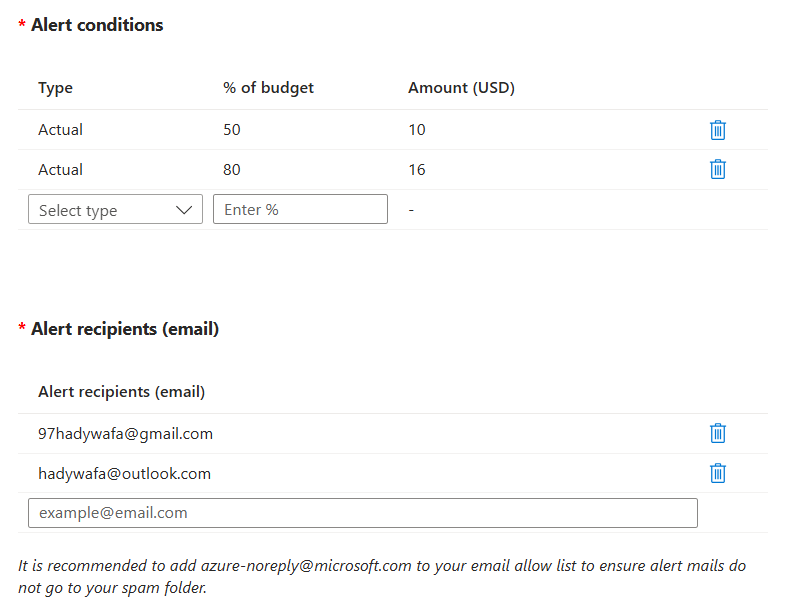 * Alert conditions
Type % of budget Amount (USD)
Actual 50 10
Actual 80 16
Select type Enter % -
* Alert recipients (email)
Alert recipients (email)
97hadywafa@gmail.com
hadywafa@outlook.com
example@email.com
It is recommended to add azure-noreply@microsoft.com to your email allow list to ensure alert mails do
not go to your spam folder.